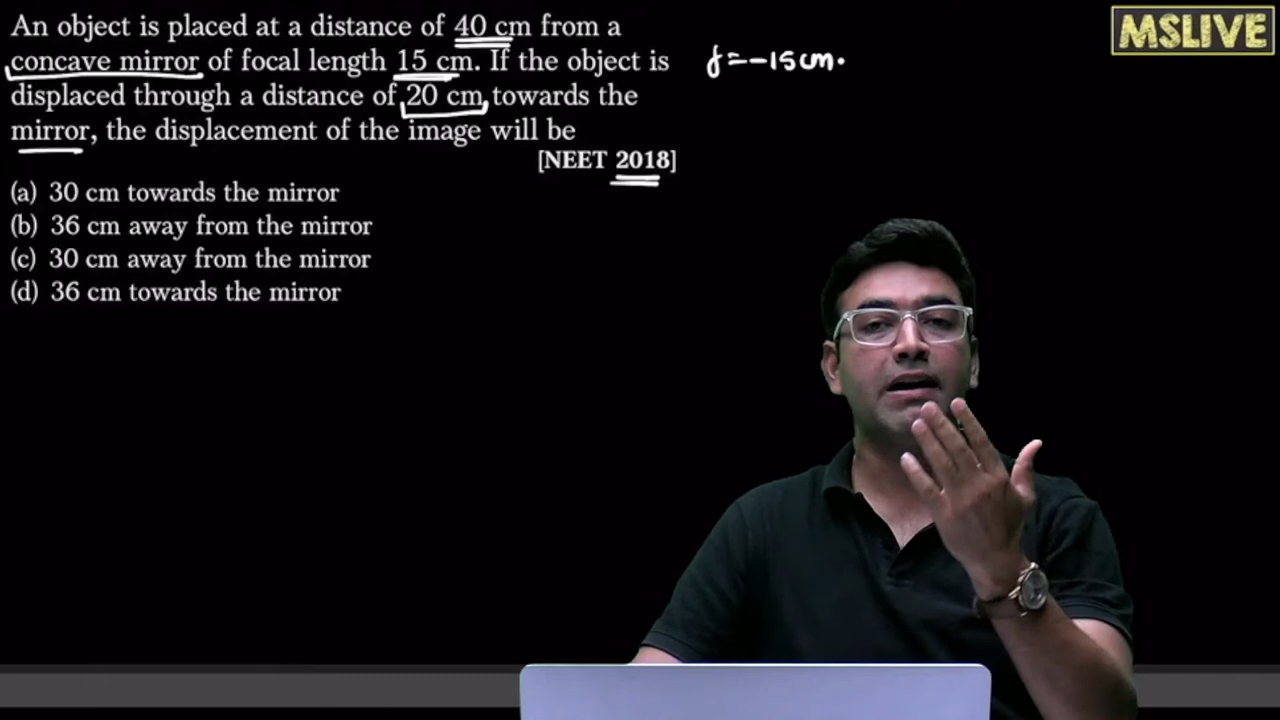 An object is placed at a distance of 40 cm from a
concave mirror of focal length 15 cm. If the object is
displaced through a distance of 20 cm towards the
mirror, the displacement of the image will be
[NEET 2018]
(a) 30 cm towards the mirror
(b) 36 cm away from the mirror
(c) 30 cm away from the mirror
(d) 36 cm towards the mirror
f = -15 cm.
MSLIVE